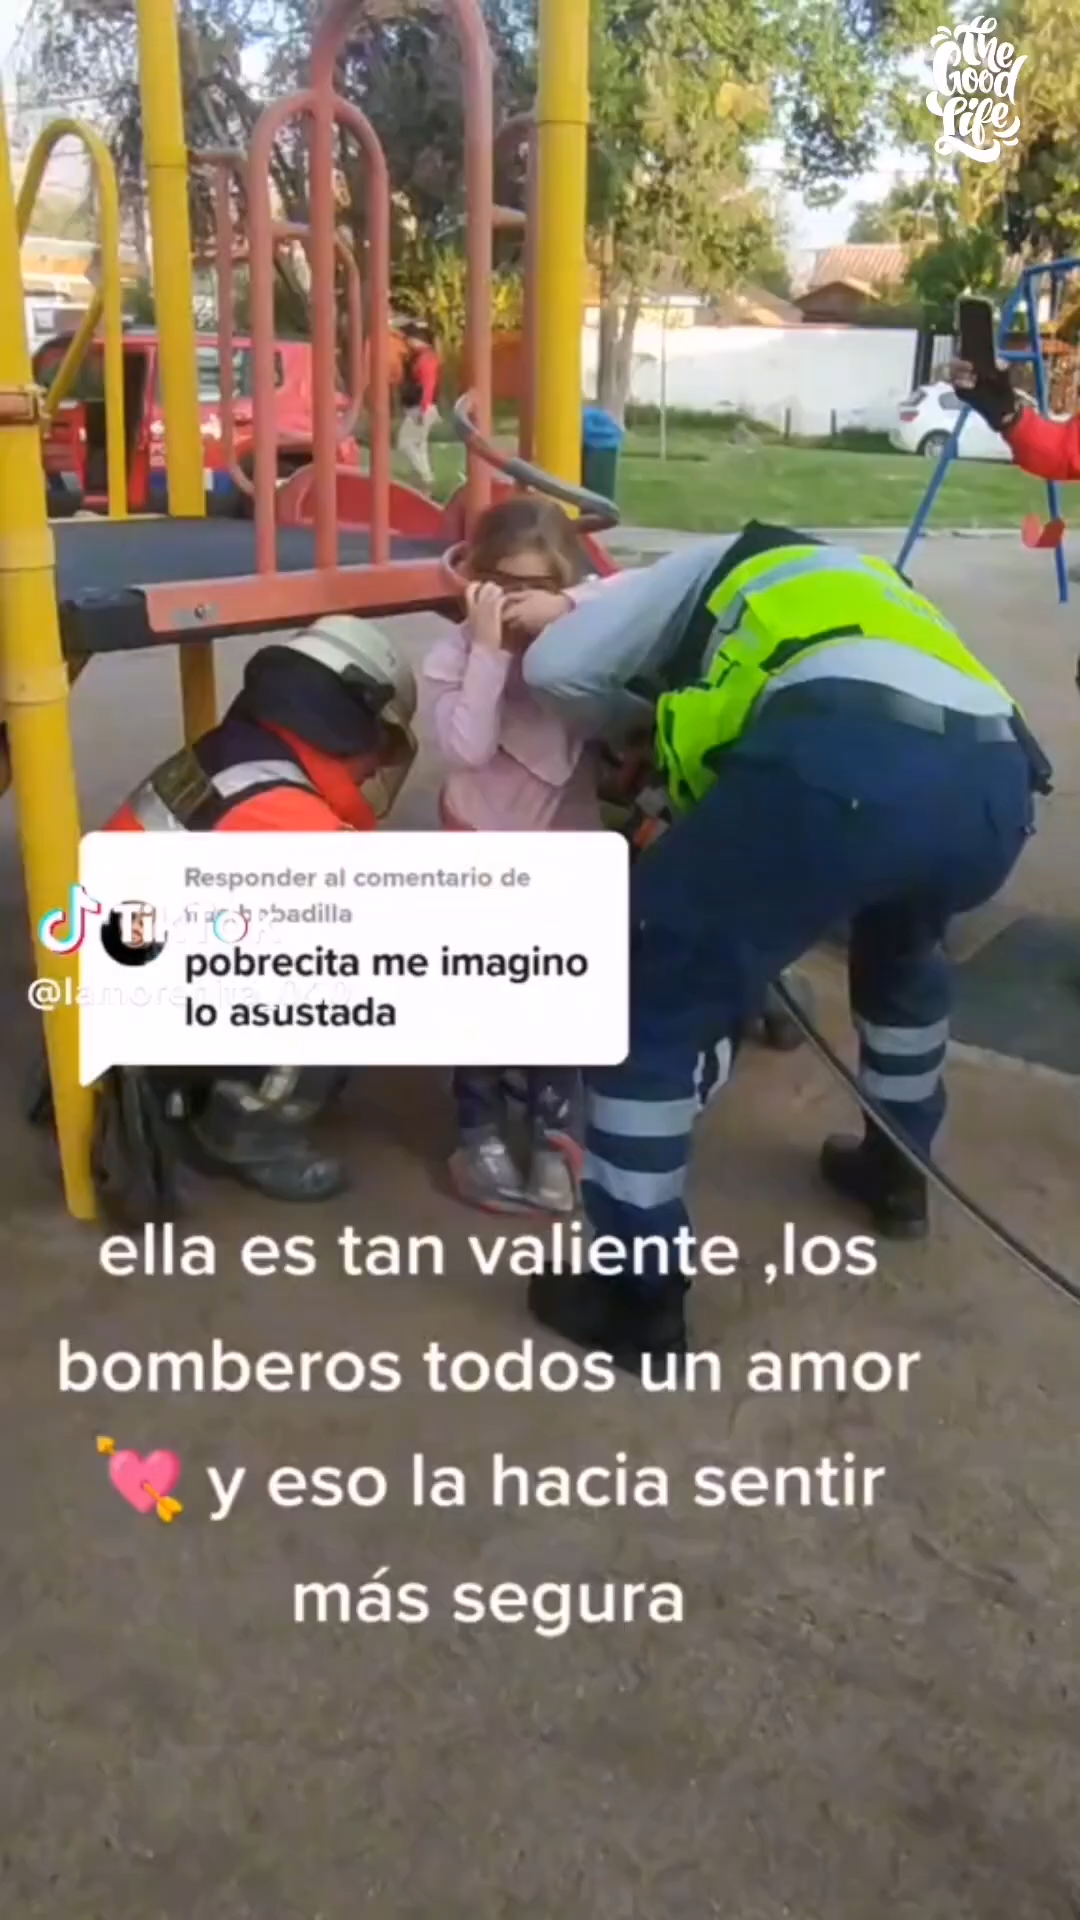 The
Good
Life
Responder al comentario de
pobrecita me imagino
lo asustada
TikTok
ella es tan valiente ,los
bomberos todos un amor
💘 y eso la hacia sentir
más segura